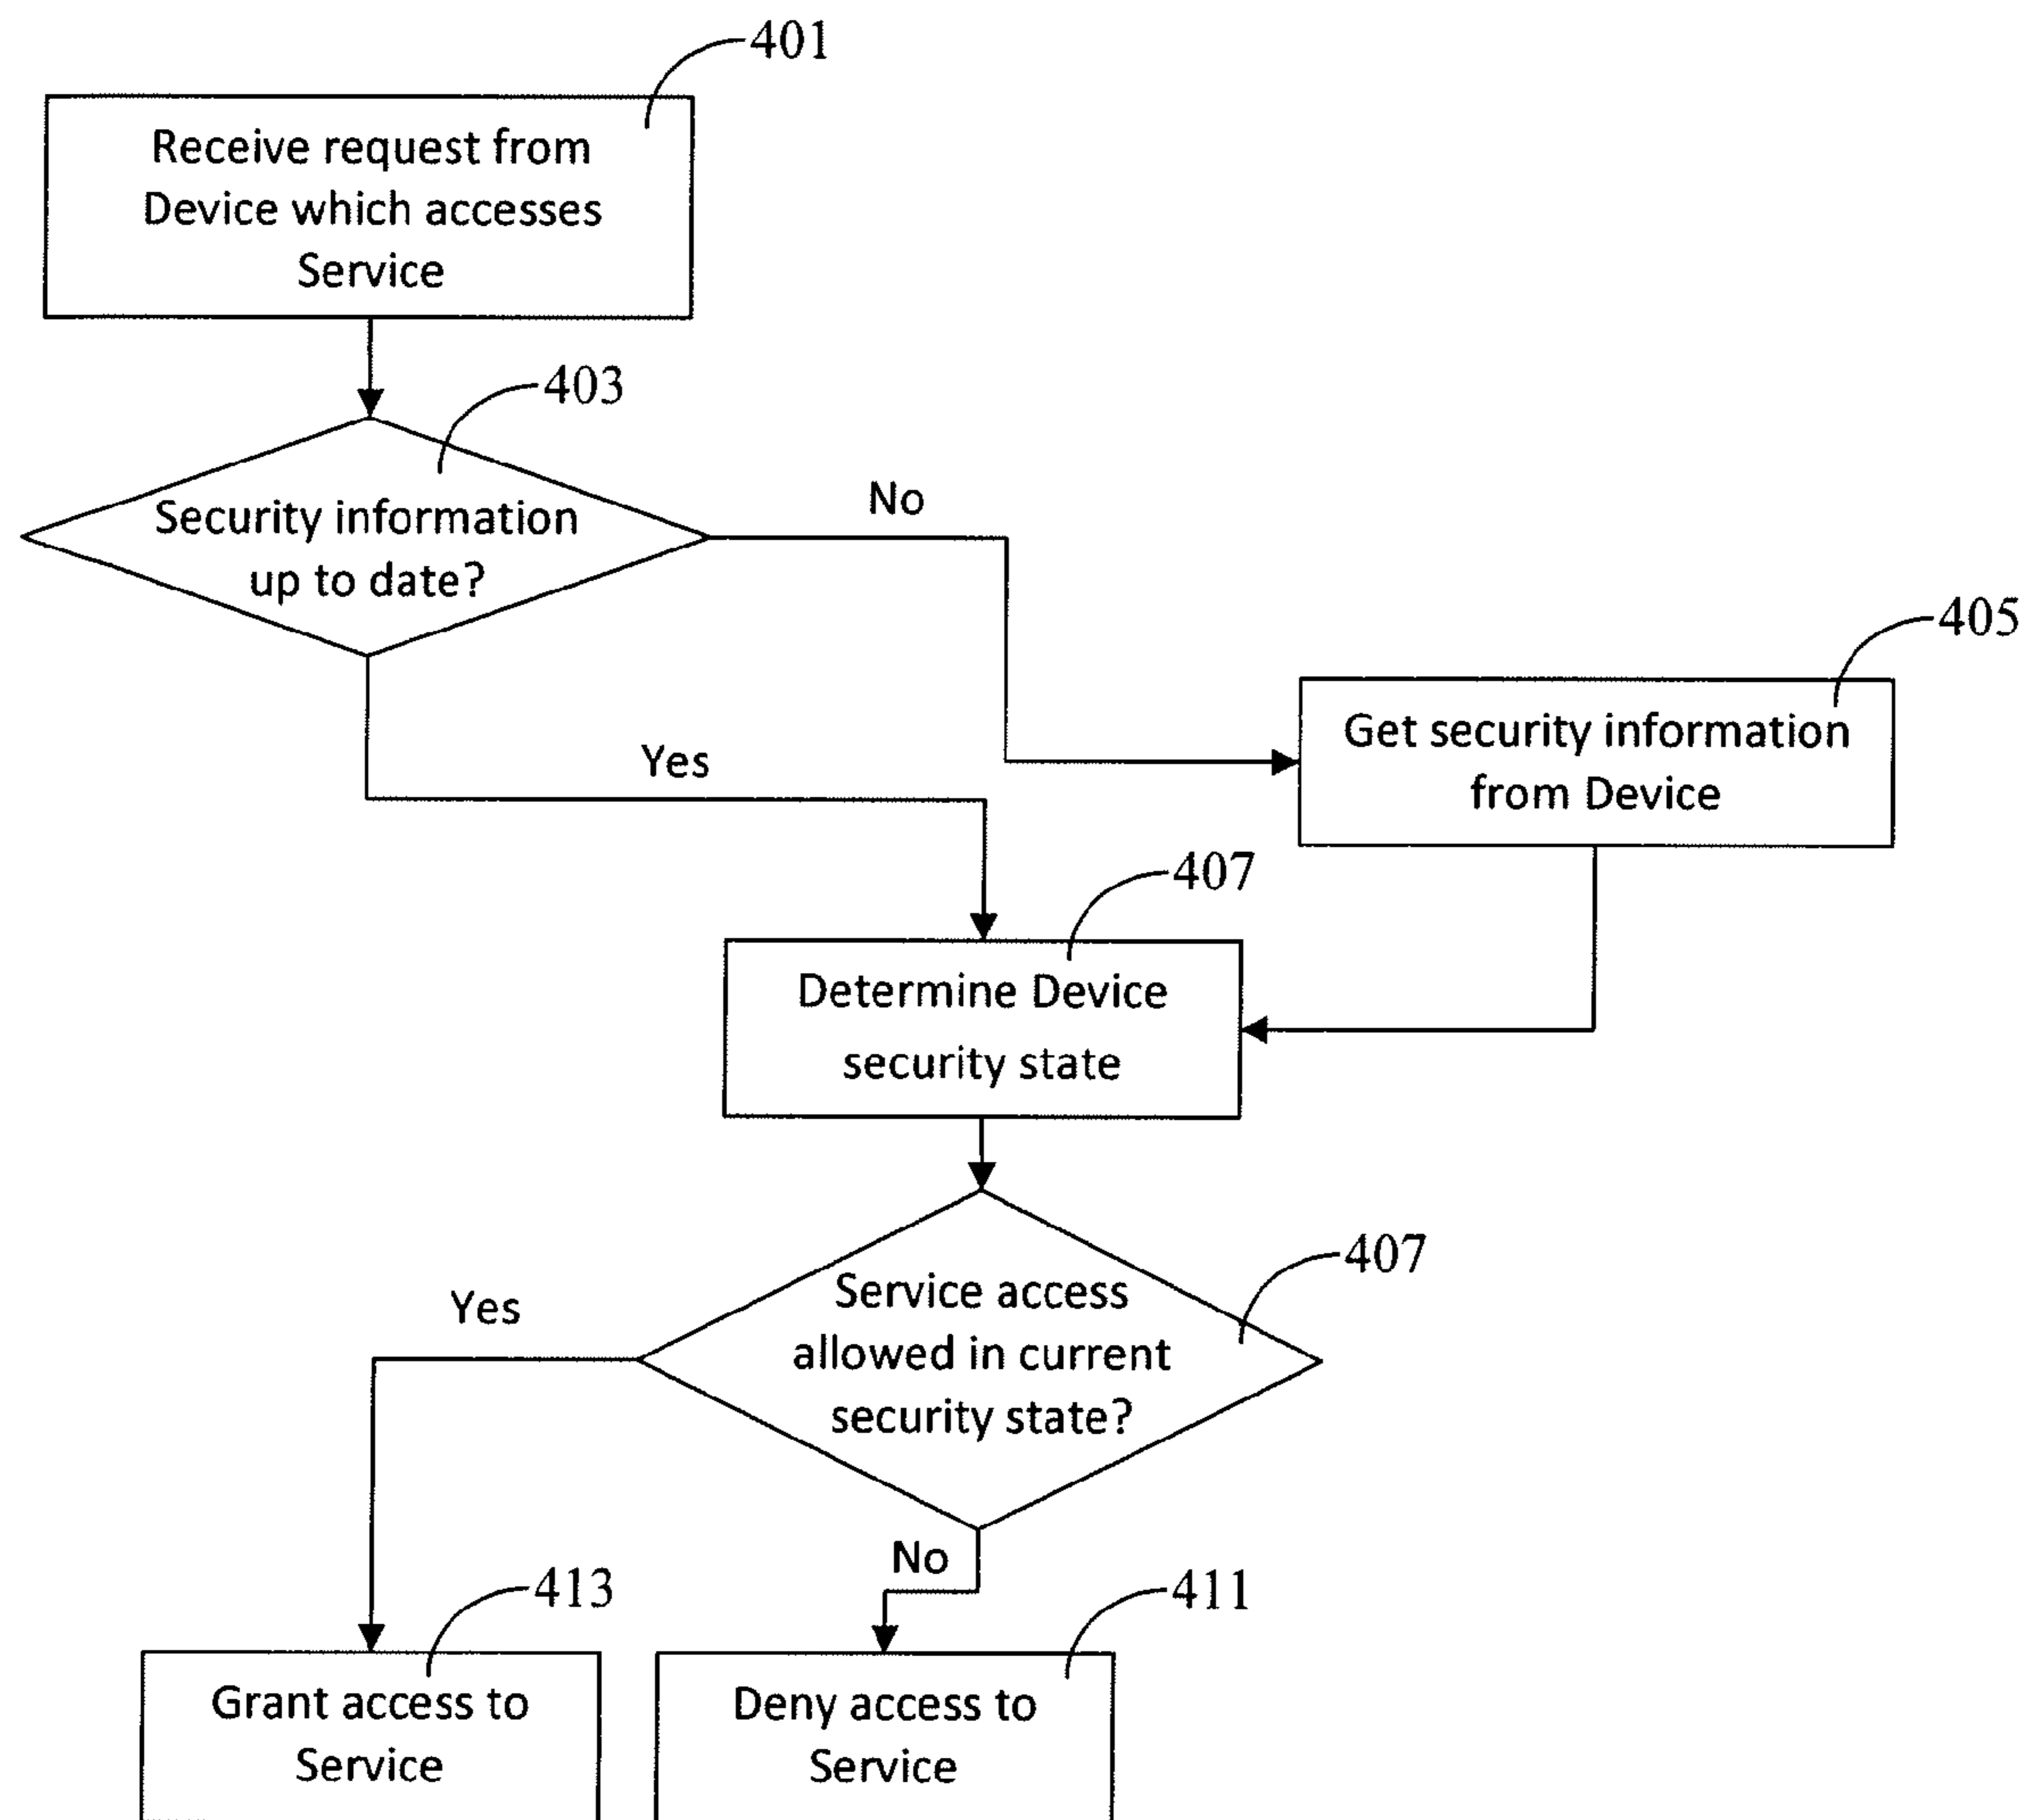 401
Receive request from
Device which accesses
Service
403
Security information
up to date?
No
405
Get security information
from Device
Yes
407
Determine Device
security state
407
Service access
allowed in current
security state?
Yes
No
413
Grant access to
Service
411
Deny access to
Service